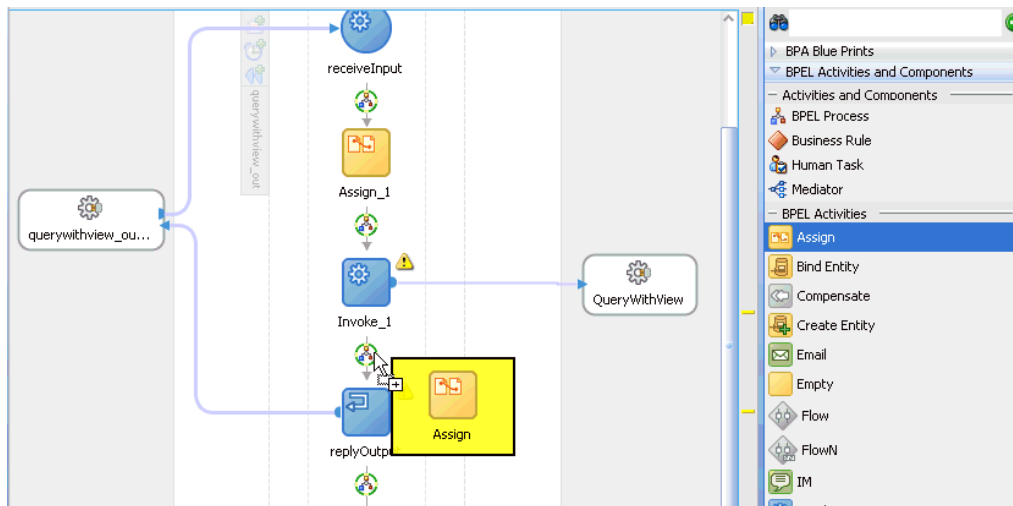 receiveInput
querywithview_out
Assign_1
querywithview_ou...
Invoke_1
QueryWithView
Assign
replyOutp
BPA Blue Prints
BPEL Activities and Components
Activities and Components
BPEL Process
Business Rule
Human Task
Mediator
BPEL Activities
Assign
Bind Entity
Compensate
Create Entity
Email
Empty
Flow
FlowN
IM